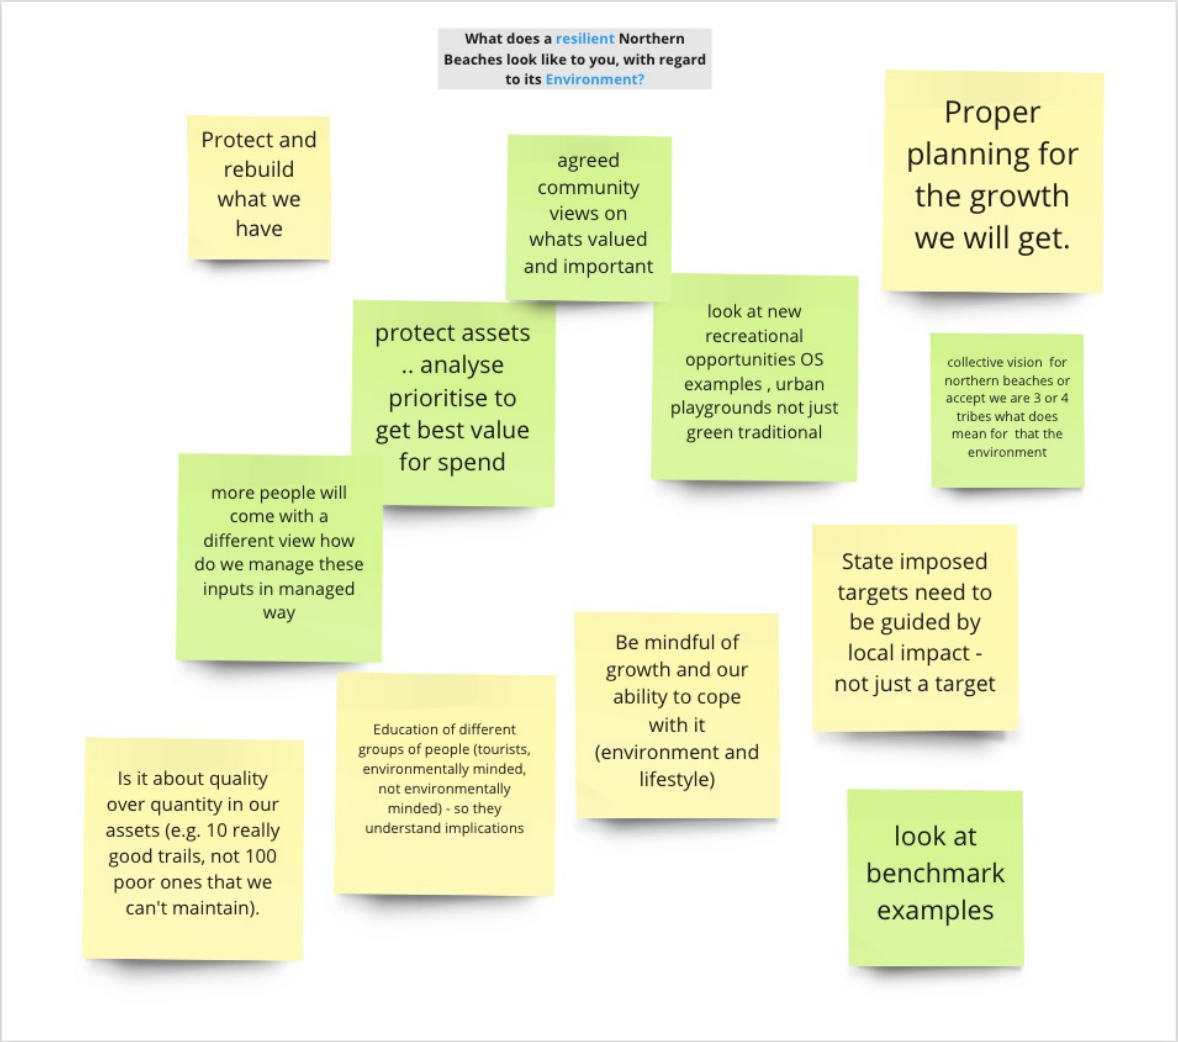 What does a resilient Northern
Beaches look like to you, with regard
to its Environment?
Protect and
rebuild
what we
have
agreed
community
views on
whats valued
and important
Proper
planning for
the growth
we will get.
protect assets
.. analyse
prioritise to
get best value
for spend
look at new
recreational
opportunities OS
examples , urban
playgrounds not just
green traditional
collective vision for
northern beaches or
accept we are 3 or 4
tribes what does
mean for that the
environment
more people will
come with a
different view how
do we manage these
inputs in managed
way
State imposed
targets need to
be guided by
local impact -
not just a target
Be mindful of
growth and our
ability to cope
with it
(environment and
lifestyle)
Education of different
groups of people (tourists,
environmentally minded,
not environmentally
minded) - so they
understand implications
Is it about quality
over quantity in our
assets (e.g. 10 really
good trails, not 100
poor ones that we
can't maintain).
look at
benchmark
examples